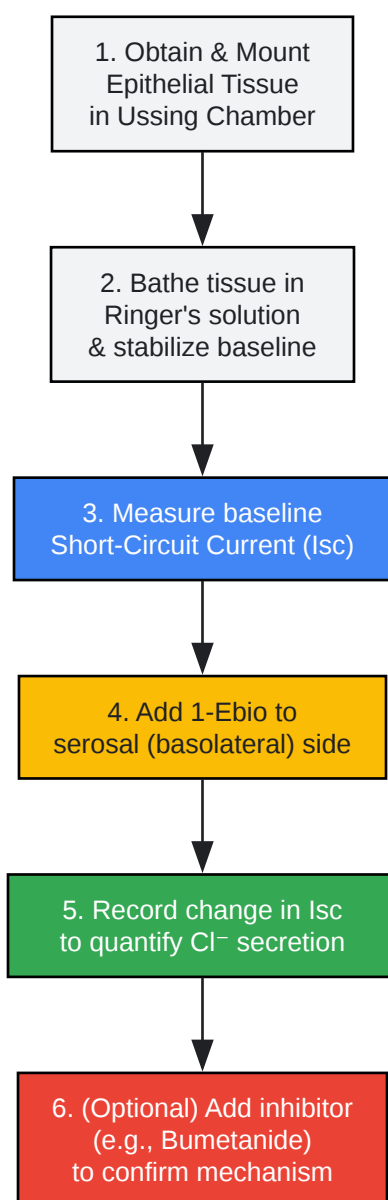 1. Obtain & Mount
Epithelial Tissue
in Ussing Chamber
2. Bathe tissue in
Ringer's solution
& stabilize baseline
3. Measure baseline
Short-Circuit Current (Isc)
4. Add 1-Ebio to
serosal (basolateral) side
5. Record change in Isc
to quantify Cl⁻ secretion
6. (Optional) Add inhibitor
(e.g., Bumetanide)
to confirm mechanism